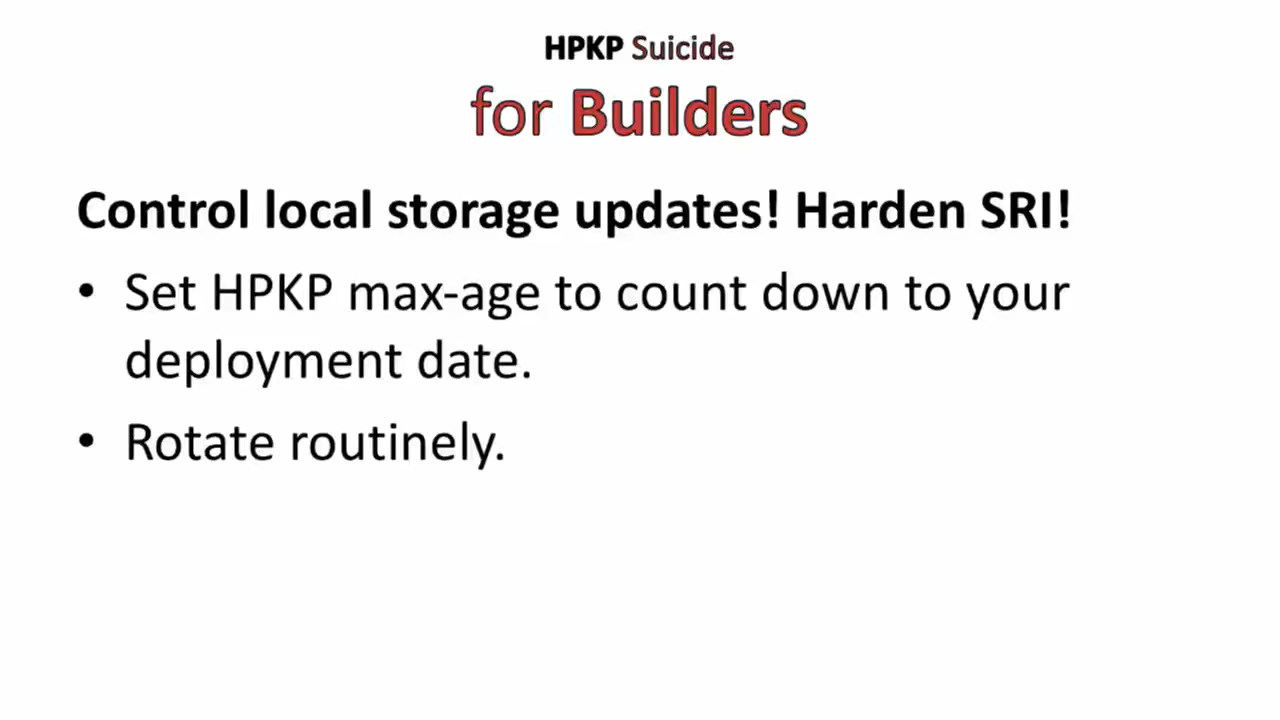 HPKP Suicide
for Builders
Control local storage updates! Harden SRI!
• Set HPKP max-age to count down to your
deployment date.
• Rotate routinely.